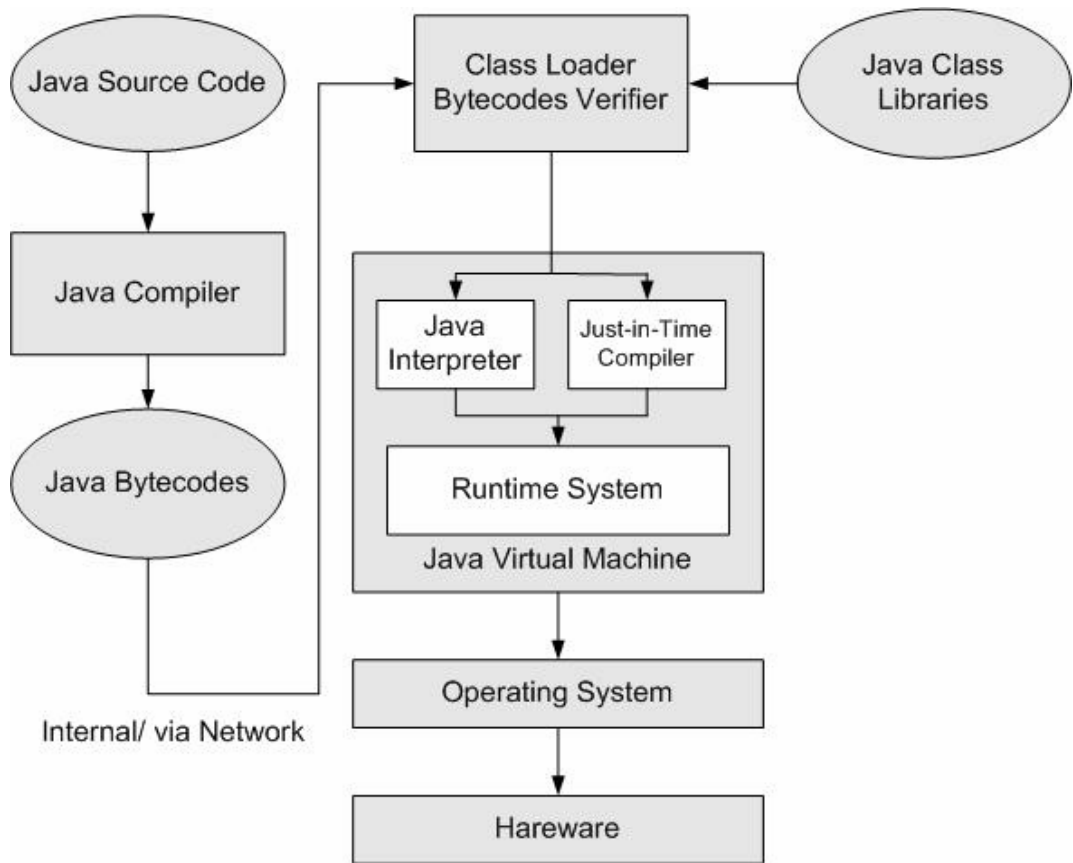 Java Source Code
Class Loader
Bytecodes Verifier
Java Class
Libraries
Java Compiler
Java
Interpreter
Just-in-Time
Compiler
Java Bytecodes
Runtime System
Java Virtual Machine
Operating System
Internal/ via Network
Hareware